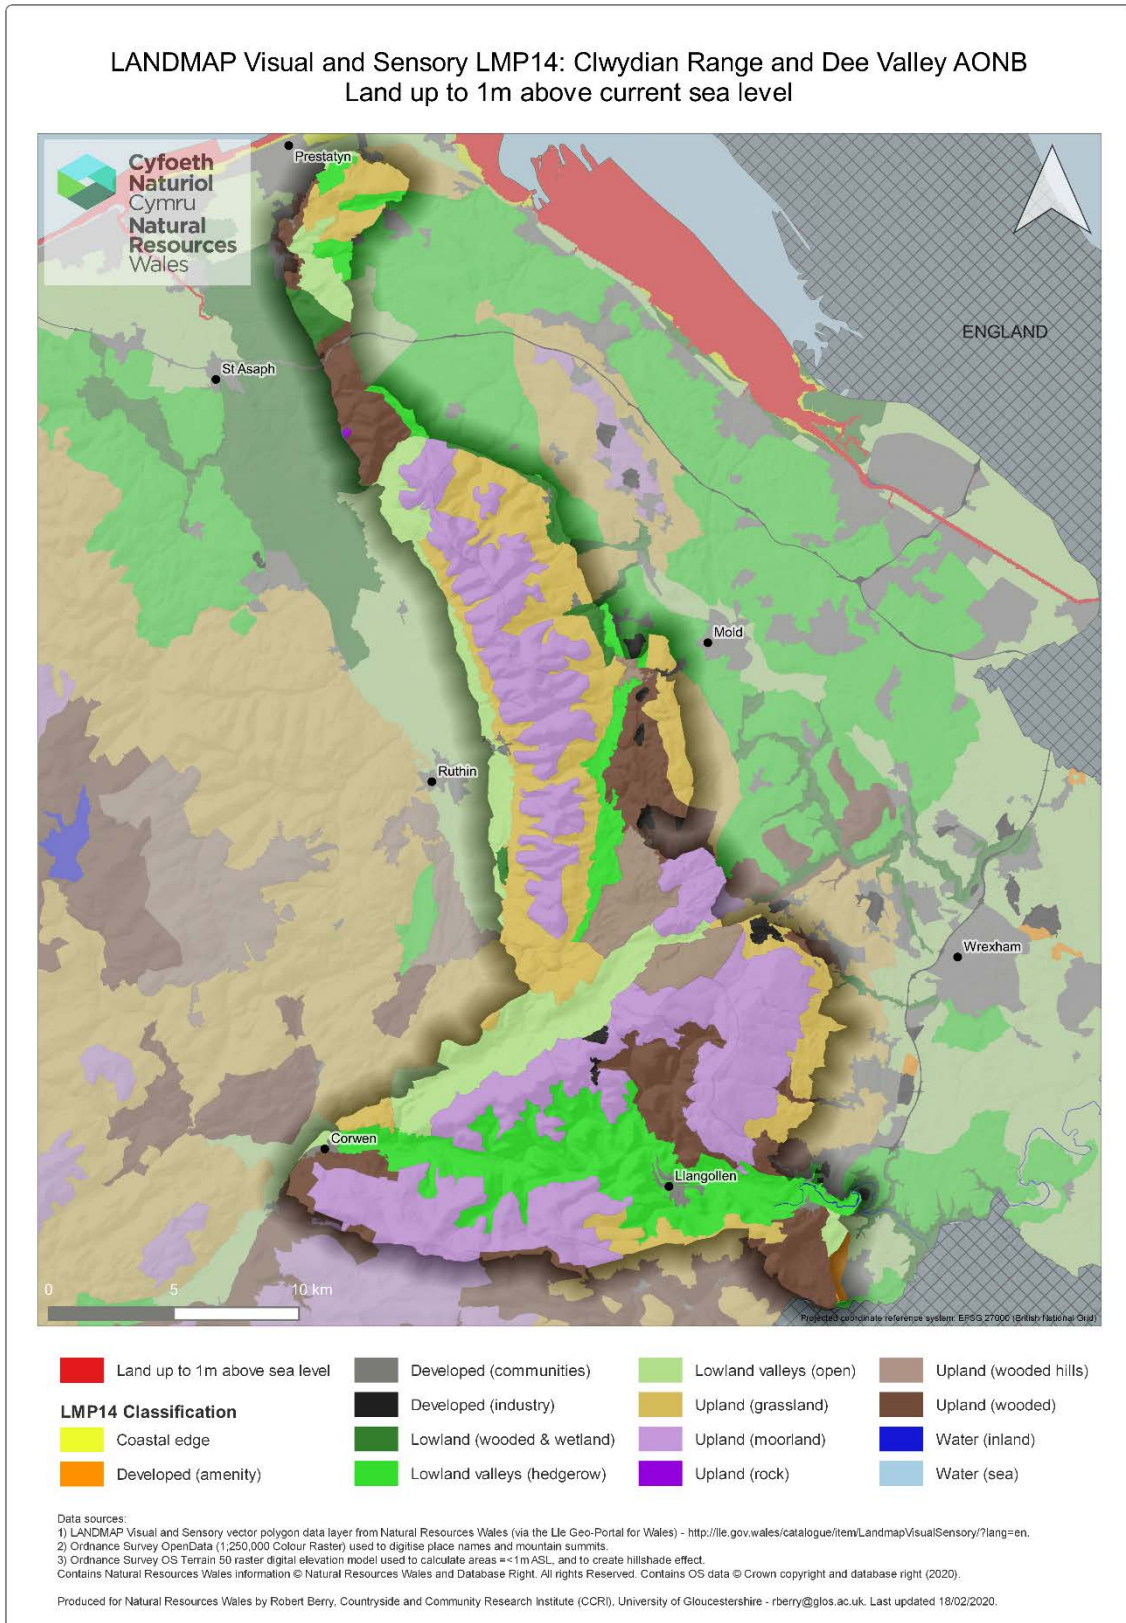 LANDMAP Visual and Sensory LMP14: Clwydian Range and Dee Valley AONB
Land up to 1m above current sea level
Cyfoeth
Naturiol
Cymru
Natural
Resources
Wales
Prestatyn
ENGLAND
St Asaph
Mold
Ruthin
Wrexham
Corwen
Llangollen
0 5 10 km
Projected coordinate reference system: EPSG 27000 (British National Grid)
Land up to 1m above sea level
LMP14 Classification
Coastal edge
Developed (amenity)
Developed (communities)
Developed (industry)
Lowland (wooded & wetland)
Lowland valleys (hedgerow)
Lowland valleys (open)
Upland (grassland)
Upland (moorland)
Upland (rock)
Upland (wooded hills)
Upland (wooded)
Water (inland)
Water (sea)
Data sources:
1) LANDMAP Visual and Sensory vector polygon data layer from Natural Resources Wales (via the Lle Geo-Portal for Wales) - http://lle.gov.wales/catalogue/item/LandmapVisualSensory/?lang=en.
2) Ordnance Survey OpenData (1;250,000 Colour Raster) used to digitise place names and mountain summits.
3) Ordnance Survey OS Terrain 50 raster digital elevation model used to calculate areas =<1m ASL, and to create hillshade effect.
Contains Natural Resources Wales information © Natural Resources Wales and Database Right. All rights Reserved. Contains OS data © Crown copyright and database right (2020).
Produced for Natural Resources Wales by Robert Berry, Countryside and Community Research Institute (CCRI), University of Gloucestershire - rberry@glos.ac.uk. Last updated 18/02/2020.